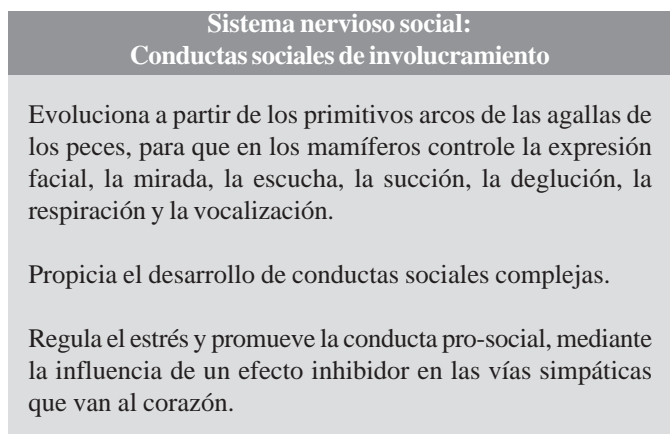 Sistema nervioso social:
Conductas sociales de involucramiento
Evoluciona a partir de los primitivos arcos de las agallas de
los peces, para que en los mamíferos controle la expresión
facial, la mirada, la escucha, la succión, la deglución, la
respiración y la vocalización.
Propicia el desarrollo de conductas sociales complejas.
Regula el estrés y promueve la conducta pro-social, mediante
la influencia de un efecto inhibidor en las vías simpáticas
que van al corazón.